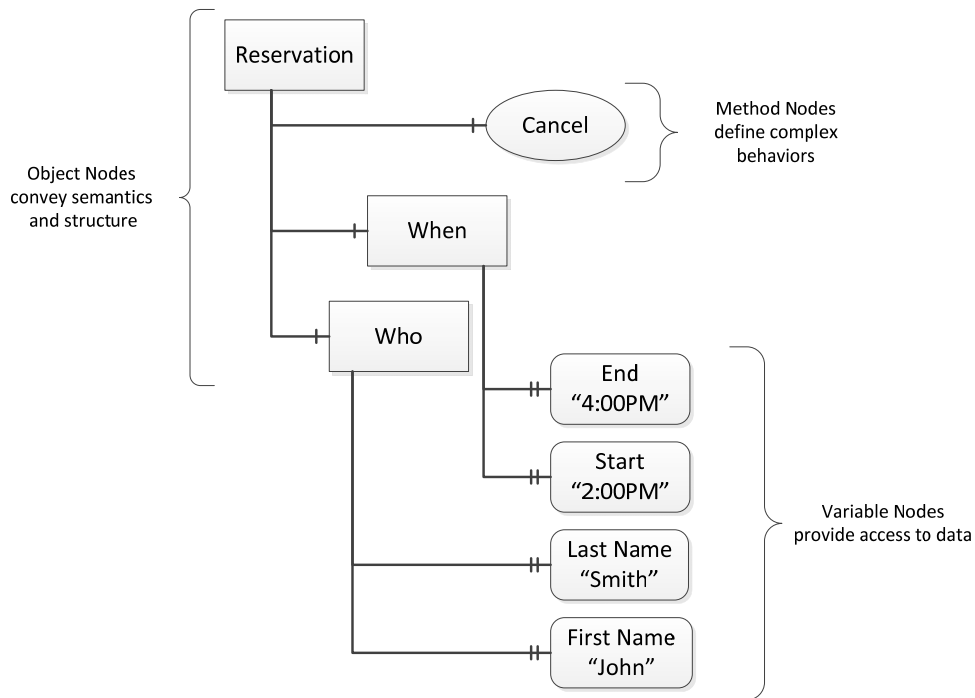 Reservation
Cancel
Method Nodes
define complex
behaviors
Object Nodes
convey semantics
and structure
When
Who
End
“4:00PM”
Start
“2:00PM”
Variable Nodes
provide access to data
Last Name
“Smith”
First Name
“John”